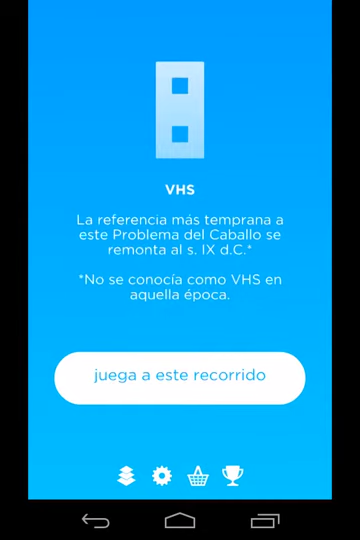 VHS
La referencia más temprana a
este Problema del Caballo se
remonta al s. IX d.C.*
*No se conocía como VHS en
aquella época.
juega a este recorrido